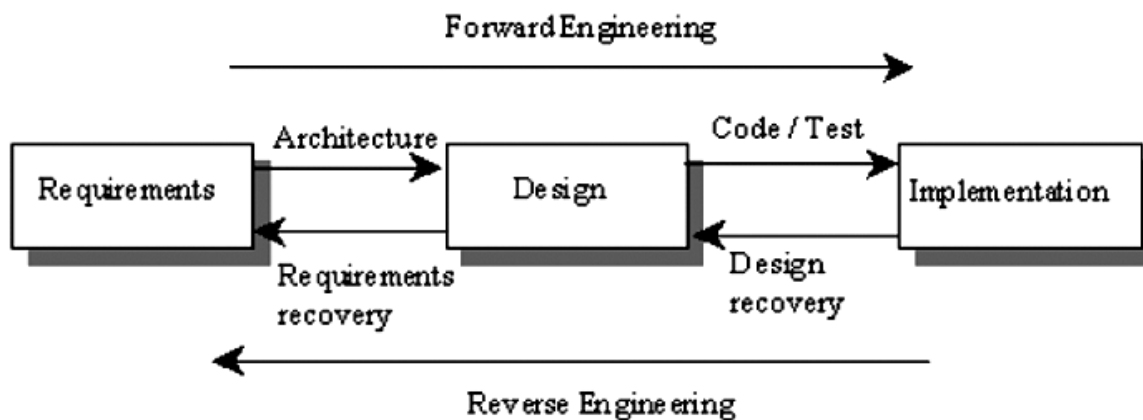 Forward Engineering
Architecture
Code / Test
Requirements
Design
Implementation
Requirements
recovery
Design
recovery
Reverse Engineering